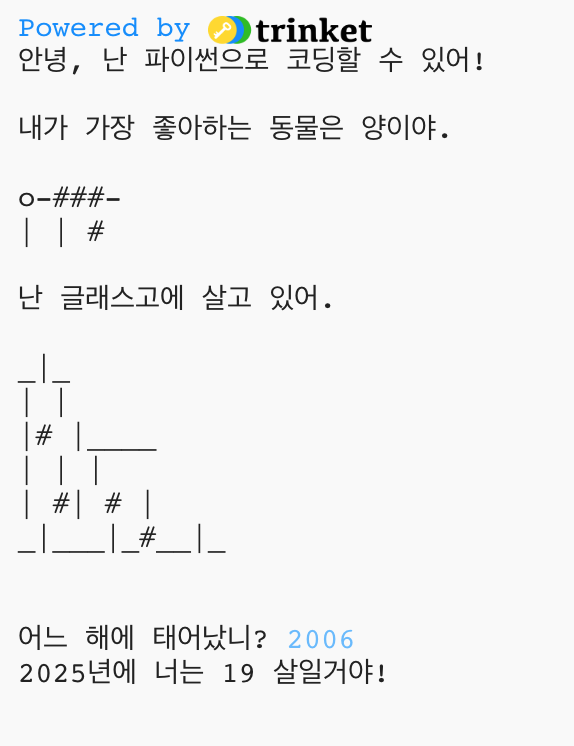 Powered by trinket
안녕, 난 파이썬으로 코딩할 수 있어!
내가 가장 좋아하는 동물은 양이야.
o-###-
| | #
난 글래스고에 살고 있어.
_|_
| |
|# |____
| | |
| #| # |
_|___|_#__|_
어느 해에 태어났니? 2006
2025년에 너는 19 살일거야!